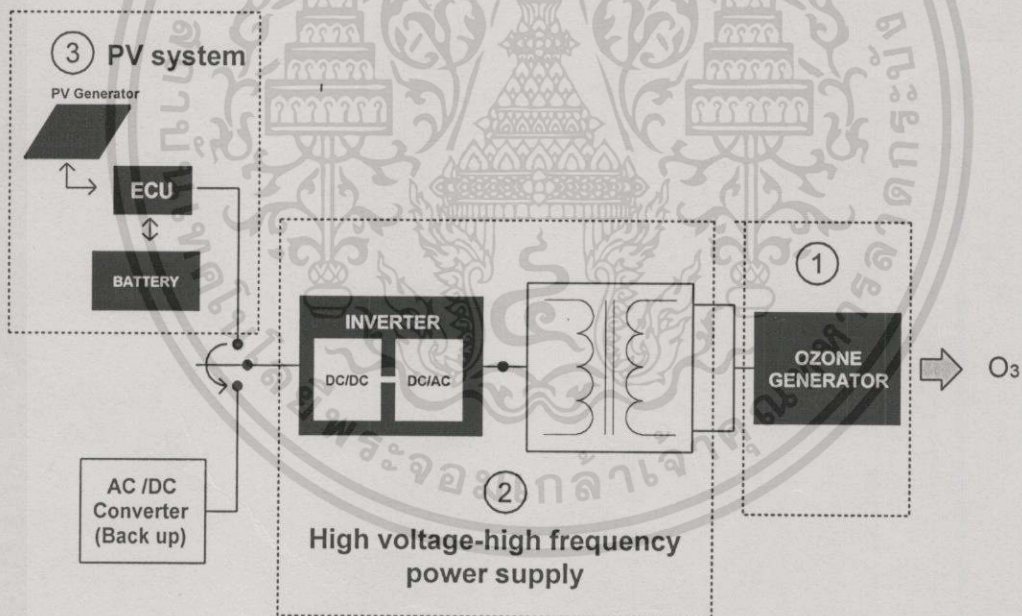 ③ PV system
PV Generator
ECU
BATTERY
INVERTER
DC/DC
DC/AC
①
OZONE
GENERATOR
O₃
AC /DC
Converter
(Back up)
②
High voltage-high frequency
power supply